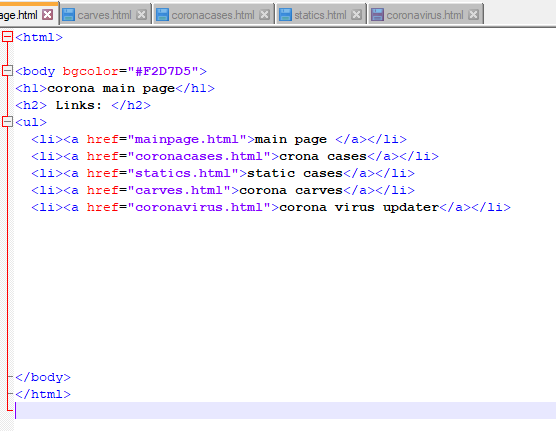 age.html carves.html coronacases.html statics.html coronavirus.html
<html>
<body bgcolor="#F2D7D5">
<h1>corona main page</h1>
<h2> Links: </h2>
<ul>
<li><a href="mainpage.html">main page </a></li>
<li><a href="coronacases.html">crona cases</a></li>
<li><a href="statics.html">static cases</a></li>
<li><a href="carves.html">corona carves</a></li>
<li><a href="coronavirus.html">corona virus updater</a></li>
</body>
</html>